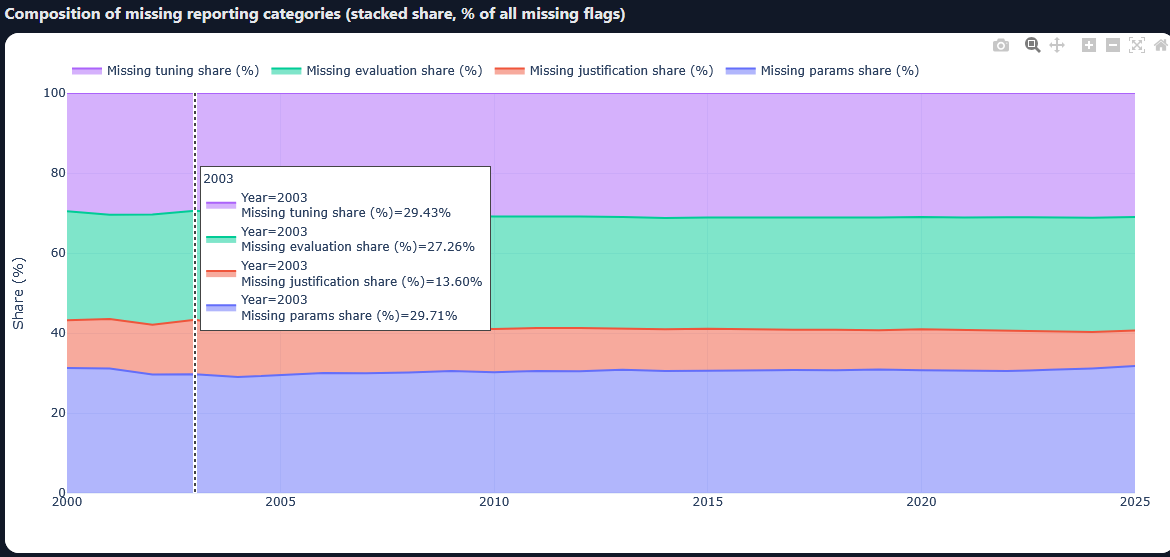 Composition of missing reporting categories (stacked share, % of all missing flags)
Missing tuning share (%) Missing evaluation share (%) Missing justification share (%) Missing params share (%)
Share (%)
100
80
60
40
20
0
2003
Year=2003
Missing tuning share (%)=29.43%
Year=2003
Missing evaluation share (%)=27.26%
Year=2003
Missing justification share (%)=13.60%
Year=2003
Missing params share (%)=29.71%
2000 2005 2010 2015 2020 2025